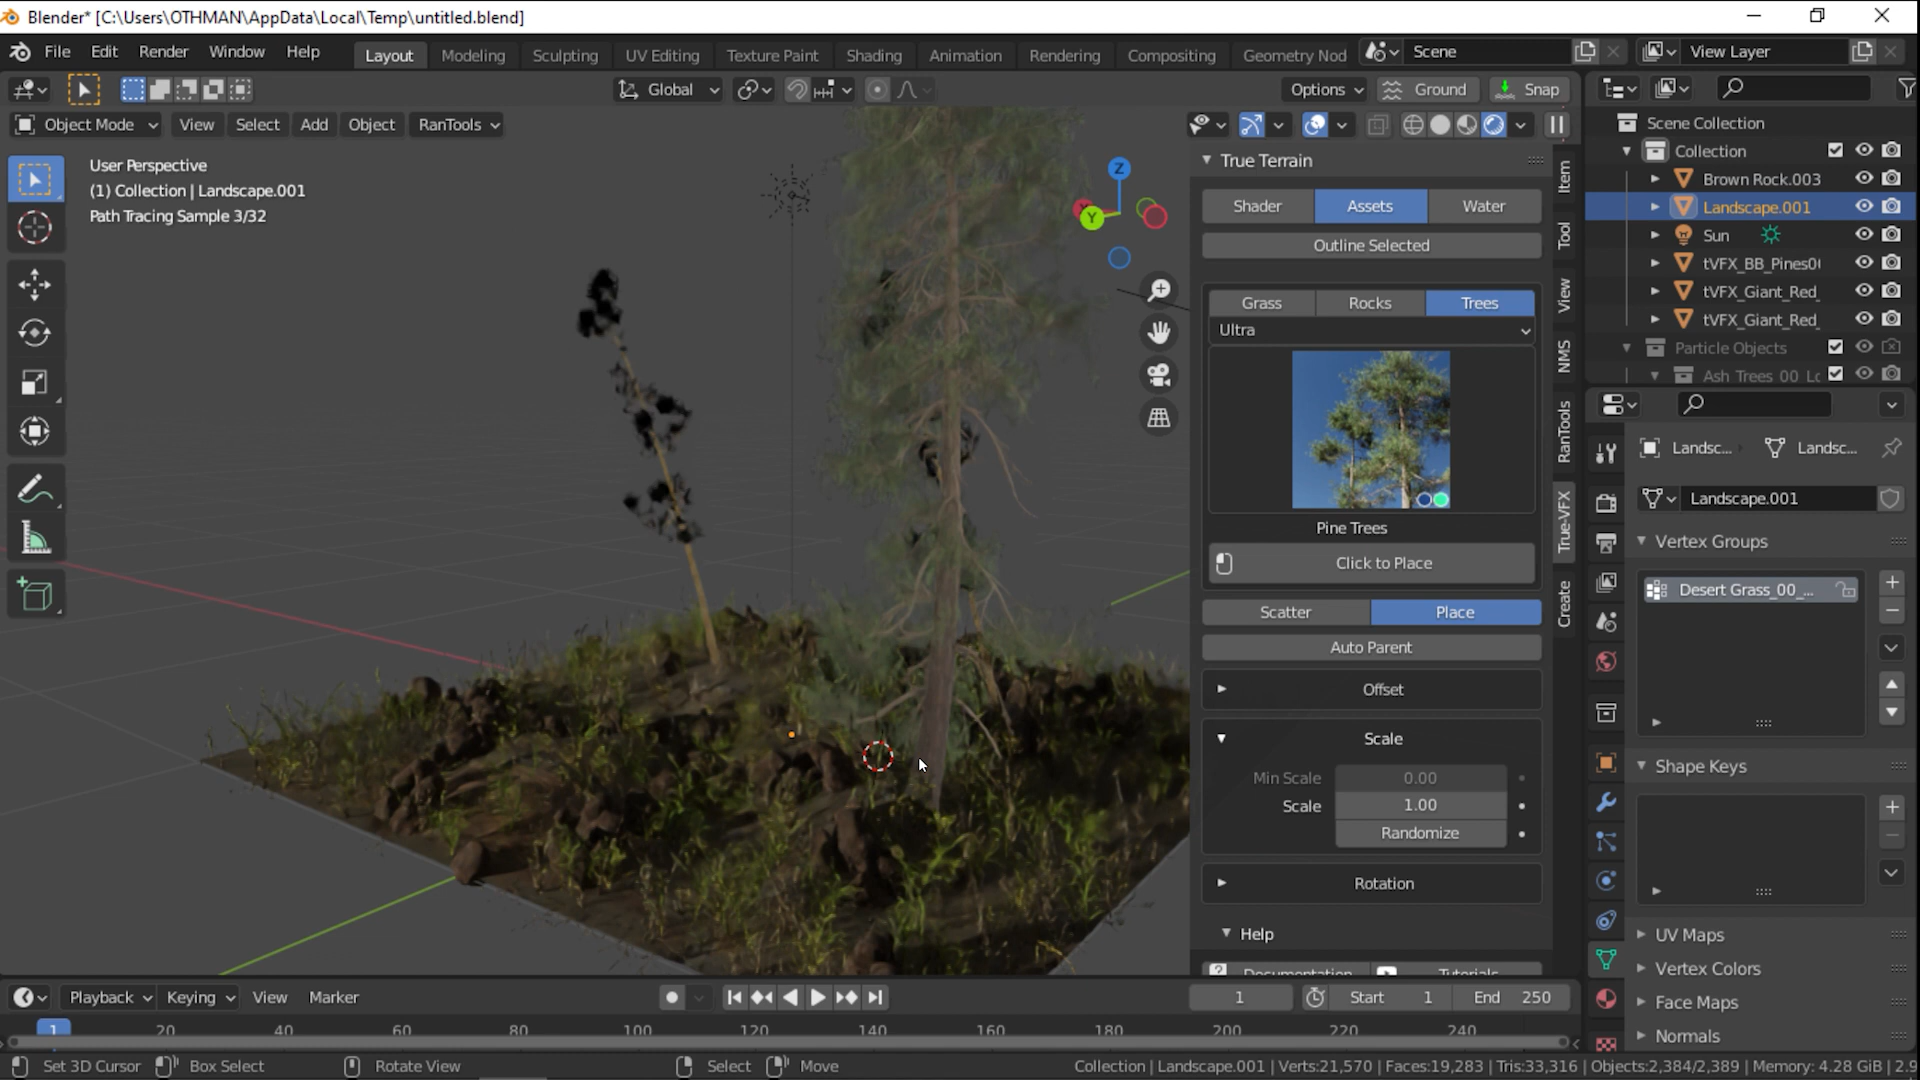 Blender* [C:\Users\OTHMAN\AppData\Local\Temp\untitled.blend]
File Edit Render Window Help
Layout Modeling Sculpting UV Editing Texture Paint Shading Animation Rendering Compositing Geometry Nod
Scene
View Layer
Global
Options
Ground
Snap
Object Mode View Select Add Object RanTools
User Perspective
(1) Collection | Landscape.001
Path Tracing Sample 3/32
Z
Y
True Terrain
Shader Assets Water
Outline Selected
Grass Rocks Trees
Ultra
Pine Trees
Click to Place
Scatter Place
Auto Parent
Offset
Scale
Min Scale 0.00
Scale 1.00
Randomize
Rotation
Help
Documentation Tutorials
Item
Tool
View
NMS
RanTools
True-VFX
Create
Scene Collection
Collection
Brown Rock.003
Landscape.001
Sun
tVFX_BB_Pines0
tVFX_Giant_Red_
tVFX_Giant_Red_
Particle Objects
Ash Trees_00_Lo
Landsc... Landsc...
Landscape.001
Vertex Groups
Desert Grass_00_...
Shape Keys
UV Maps
Vertex Colors
Face Maps
Normals
Playback Keying View Marker
1 Start 1 End 250
1 20 40 60 80 100 120 140 160 180 200 220 240
Set 3D Cursor Box Select Rotate View Select Move
Collection | Landscape.001 | Verts:21,570 | Faces:19,283 | Tris:33,316 | Objects:2,384/2,389 | Memory: 4.28 GiB | 2.9